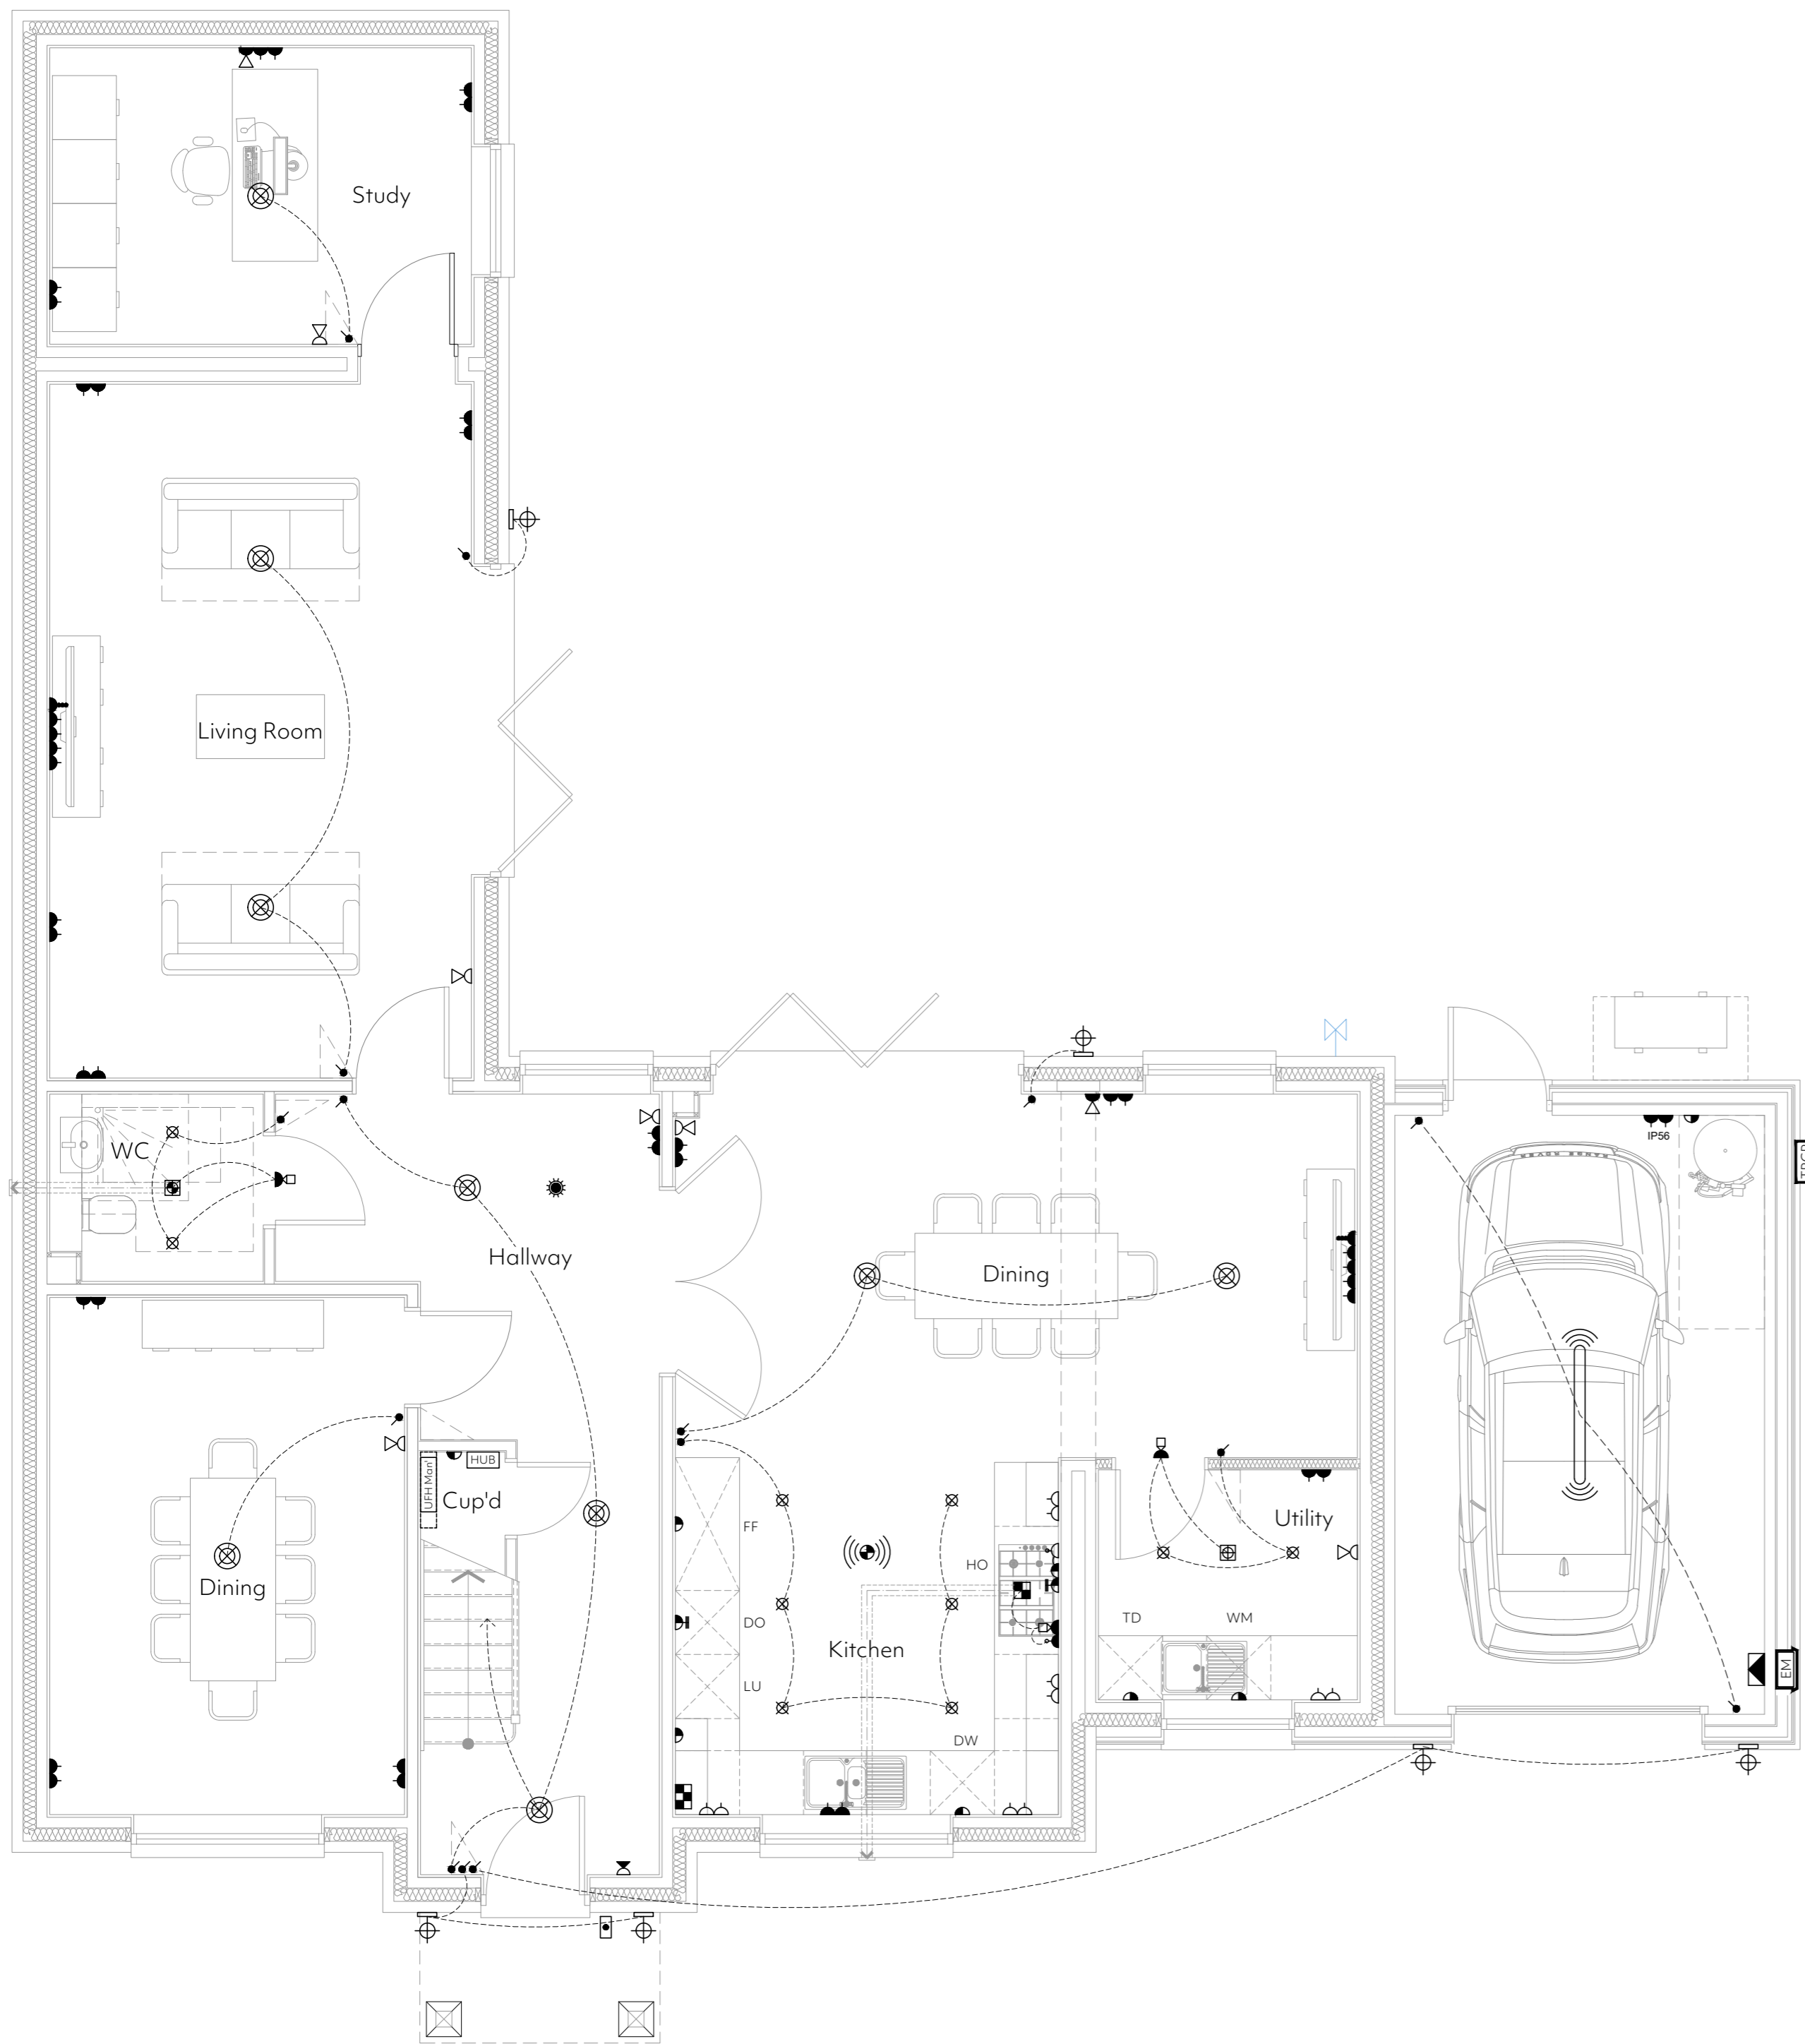 Study
Living Room
WC
IP56
Hallway
Dining
HUB
UFH Man'
Cup'd
FF
Utility
HO
Dining
DO
TD
WM
Kitchen
EM
LU
DW